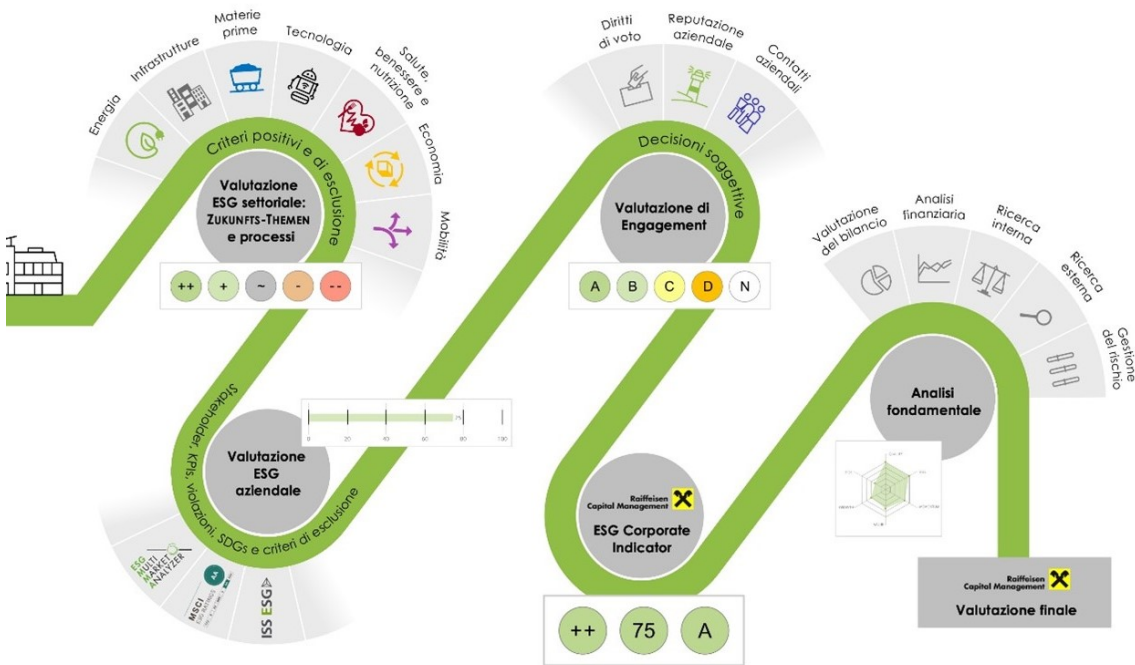 Energia
Infrastrutture
Materie
prime
Tecnologia
Salute,
benessere e
nutrizione
Economia
Mobilità
Criteri positivi e di esclusione
Valutazione
ESG settoriale:
ZUKUNFTS-THEMEN
e processi
++
+
~
-
--
Stakeholder, KPIs, violazioni, SDGs e criteri di esclusione
Valutazione
ESG
aziendale
0
20
40
60
75
80
100
ESG
MULTI
MARKET
ANALYZER
AA
MSCI
ESG RATINGS
ISS ESG
Diritti
di voto
Reputazione
aziendale
Contatti
aziendali
Decisioni soggettive
Valutazione di
Engagement
A
B
C
D
N
Raiffeisen
Capital Management
ESG Corporate
Indicator
++
75
A
Valutazione
del bilancio
Analisi
finanziaria
Ricerca
interna
Ricerca
esterna
Gestione
del rischio
Analisi
fondamentale
Raiffeisen
Capital Management
Valutazione finale